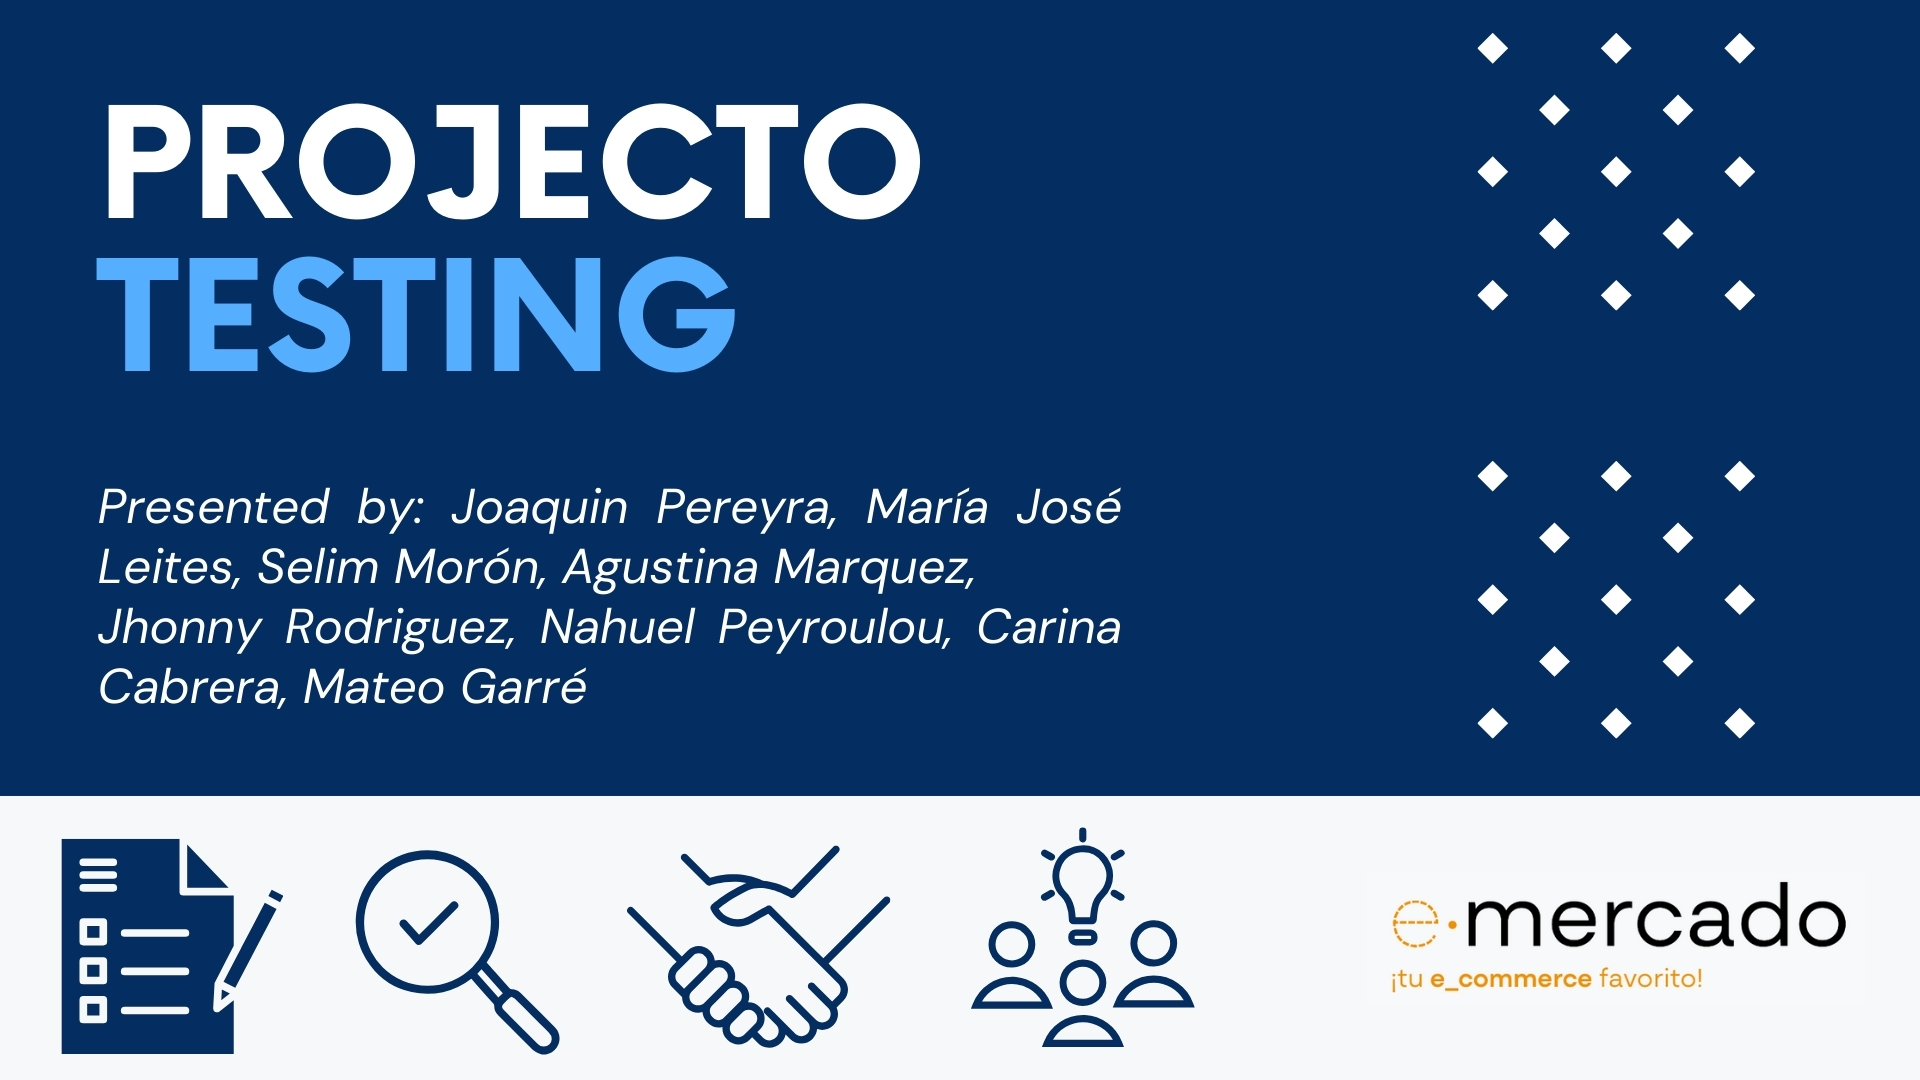 PROJECTO
TESTING
Presented by: Joaquin Pereyra, María José
Leites, Selim Morón, Agustina Marquez,
Jhonny Rodriguez, Nahuel Peyroulou, Carina
Cabrera, Mateo Garré
e·mercado
¡tu e_commerce favorito!